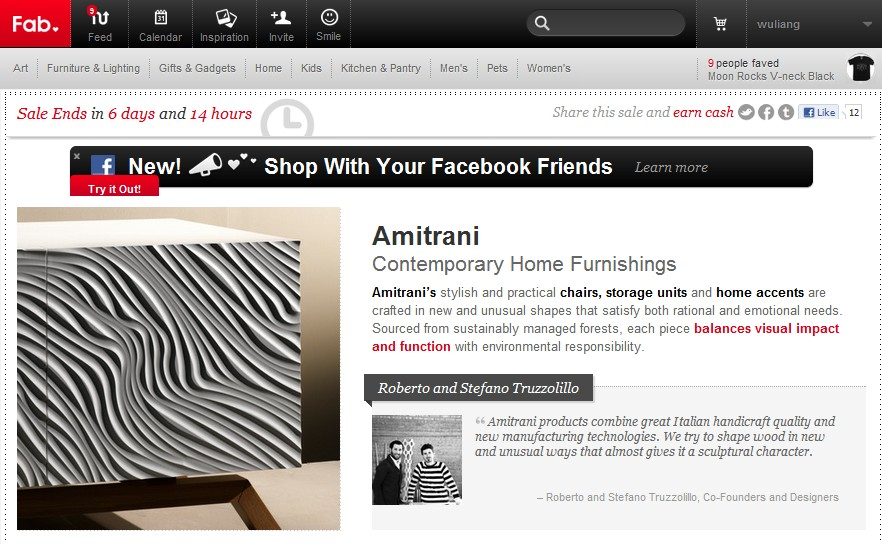 Fab.
9
Feed
31
Calendar
Inspiration
Invite
Smile
wuliang
Art
Furniture & Lighting
Gifts & Gadgets
Home
Kids
Kitchen & Pantry
Men's
Pets
Women's
9 people faved
Moon Rocks V-neck Black
Sale Ends in 6 days and 14 hours
Share this sale and earn cash
Like
12
New! Shop With Your Facebook Friends Learn more
Try it Out!
Amitrani
Contemporary Home Furnishings
Amitrani's stylish and practical chairs, storage units and home accents are
crafted in new and unusual shapes that satisfy both rational and emotional needs.
Sourced from sustainably managed forests, each piece balances visual impact
and function with environmental responsibility.
Roberto and Stefano Truzzolillo
“ Amitrani products combine great Italian handicraft quality and
new manufacturing technologies. We try to shape wood in new
and unusual ways that almost gives it a sculptural character.
– Roberto and Stefano Truzzolillo, Co-Founders and Designers